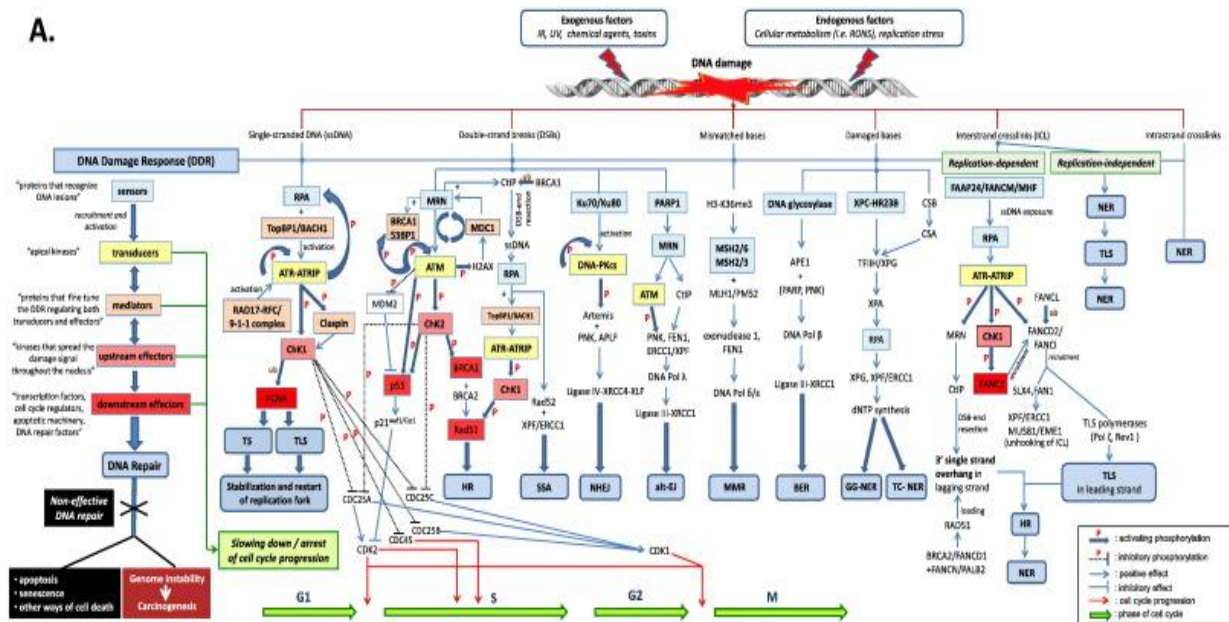 A.
Exogenous factors
IR, UV, chemical agents, toxins
Endogenous factors
Cellular metabolism (i.e. RONS), replication stress
DNA damage
Single-stranded DNA (ssDNA)
Double-strand breaks (DSBs)
Mismatched bases
Damaged bases
Interstrand crosslinks (ICL)
Intrastrand crosslinks
DNA Damage Response (DDR)
Replication-dependent
Replication-independent
"proteins that recognize
DNA lesions"
sensors
recruitment and
activation
"apical kinases"
transducers
"proteins that fine tune
the DDR regulating both
transducers and effectors"
mediators
"kinases that spread the
damage signal
throughout the nucleus"
upstream effectors
"transcription factors,
cell cycle regulators,
apoptotic machinery,
DNA repair factors"
downstream effectors
DNA Repair
Non-effective
DNA repair
• apoptosis
• senescence
• other ways of cell death
Genome instability
Carcinogenesis
Slowing down / arrest
of cell cycle progression
RPA
+
TopBP1/BACH1
activation
P
P
ATR-ATRIP
activation
P
P
RAD17-RFC/
9-1-1 complex
Claspin
ChK1
ub
PCNA
TS
TLS
Stabilization and restart
of replication fork
P
P
P
P
CtIP
ub
BRCA1
MRN
+
+
DSB-end
resection
BRCA1
53BP1
MDC1
ssDNA
P
P
ATM
P
H2AX
RPA
+
MDM2
P
P
ChK2
TopBP1/BACH1
ATR-ATRIP
P
p53
P
P
BRCA1
+
BRCA2
P
ChK1
P
Rad51
Rad52
+
XPF/ERCC1
HR
SSA
CDC25A
CDC25C
CDC25B
CDC45
CDK2
CDK1
Ku70/Ku80
activation
P
DNA-PKcs
P
Artemis
+
PNK, APLF
Ligase IV-XRCC4-XLF
NHEJ
PARP1
MRN
ATM
CtIP
P
PNK, FEN1,
ERCC1/XPF
DNA Pol λ
Ligase III-XRCC1
alt-EJ
H3-K36me3
MSH2/6
MSH2/3
+
MLH1/PMS2
exonuclease 1,
FEN1
DNA Pol δ/ε
MMR
DNA glycosylase
APE1
+
(PARP, PNK)
DNA Pol β
Ligase III-XRCC1
BER
XPC-HR23B
CSB
CSA
TFIIH/XPG
XPA
RPA
XPG, XPF/ERCC1
dNTP synthesis
GG-NER
TC- NER
FAAP24/FANCM/MHF
ssDNA exposure
RPA
ATR-ATRIP
P
P
P
MRN
ChK1
P
FANCL
ub
FANCD2/
FANCI
recruitment
CtIP
DSB-end
resection
SLX4,FAN1
XPF/ERCC1
MUS81/EME1
(unhooking of ICL)
TLS polymerases
(Pol ζ, Rev1 )
3' single strand
overhang in
lagging strand
TLS
in leading strand
loading
RAD51
BRCA2/FANCD1
+FANCN/PALB2
HR
NER
NER
TLS
NER
NER
P
: activating phosphorylation
P
: inhibitory phosphorylation
: positive effect
: inhibitory effect
: cell cycle progression
: phase of cell cycle
G1
S
G2
M